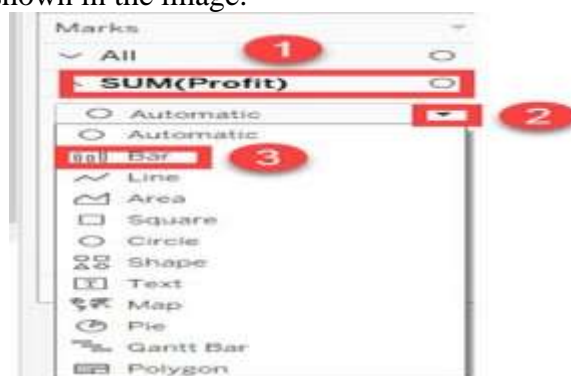 shown in the image.
Marks
All
1
SUM(Profit)
Automatic
2
Automatic
Bar
3
Line
Area
Square
Circle
Shape
T Text
Map
Pie
Gantt Bar
Polygon